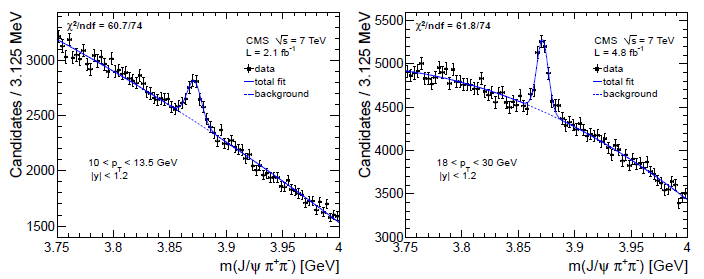 χ²/ndf = 60.7/74
CMS √s = 7 TeV
L = 2.1 fb⁻¹
data
total fit
background
10 < p_T < 13.5 GeV
|y| < 1.2
Candidates / 3.125 MeV
3000
2500
2000
1500
3.75 3.8 3.85 3.9 3.95 4
m(J/ψ π⁺π⁻) [GeV]
χ²/ndf = 61.8/74
CMS √s = 7 TeV
L = 4.8 fb⁻¹
data
total fit
background
18 < p_T < 30 GeV
|y| < 1.2
Candidates / 3.125 MeV
5500
5000
4500
4000
3500
3000
3.75 3.8 3.85 3.9 3.95 4
m(J/ψ π⁺π⁻) [GeV]